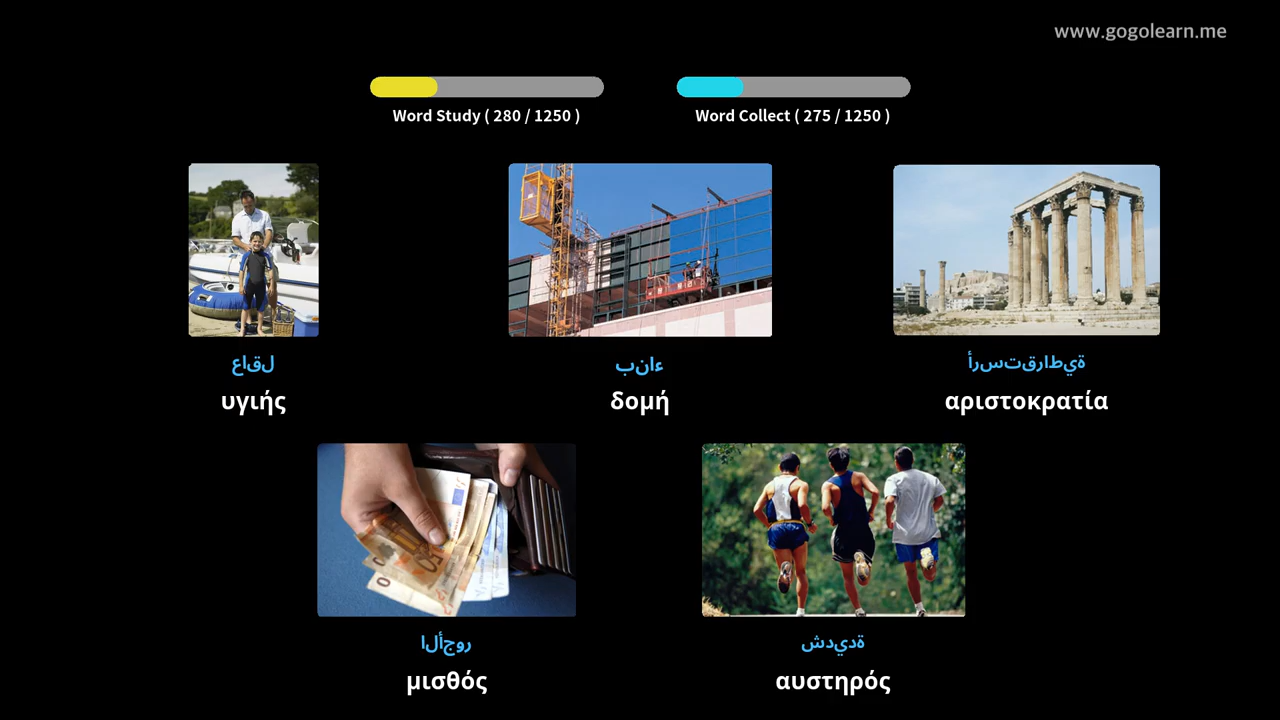 www.gogolearn.me
Word Study ( 280 / 1250 )
Word Collect ( 275 / 1250 )
لقاع
υγιής
ءانب
δομή
ةيطارقتسرأ
αριστοκρατία
روجألا
μισθός
ةديدش
αυστηρός